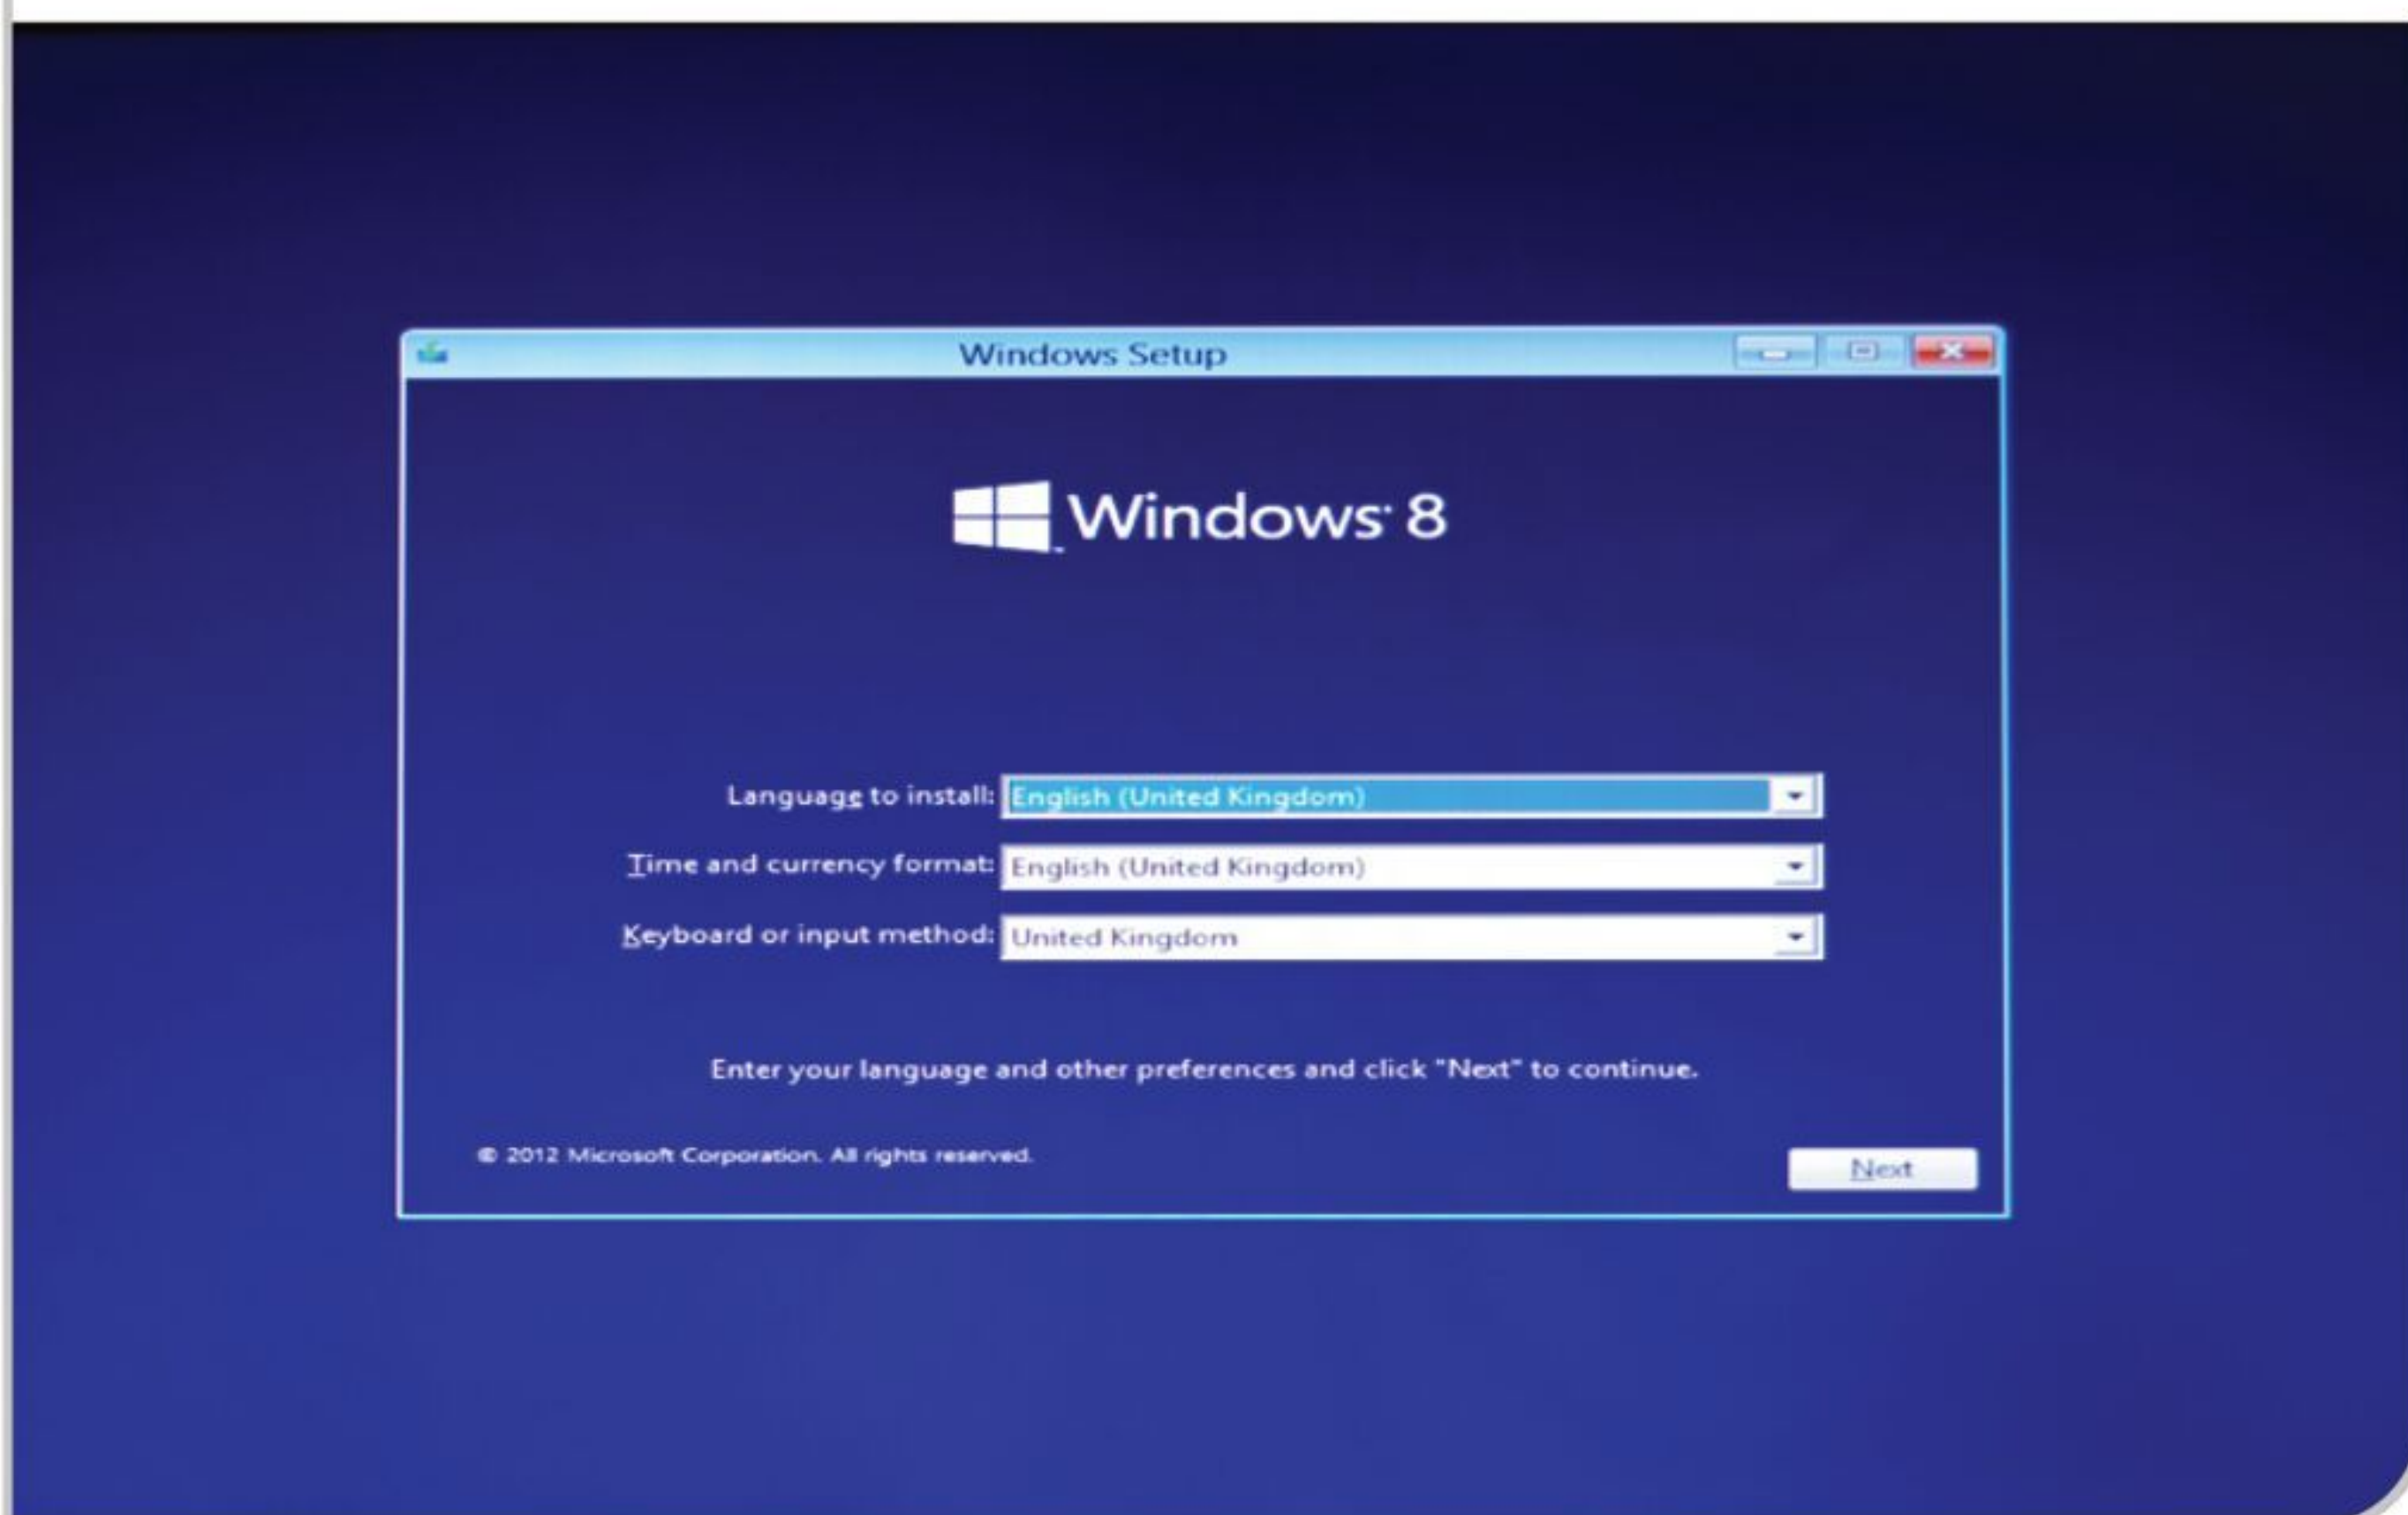 Windows Setup
Windows 8
Language to install: English (United Kingdom)
Time and currency format: English (United Kingdom)
Keyboard or input method: United Kingdom
Enter your language and other preferences and click "Next" to continue.
© 2012 Microsoft Corporation. All rights reserved.
Next